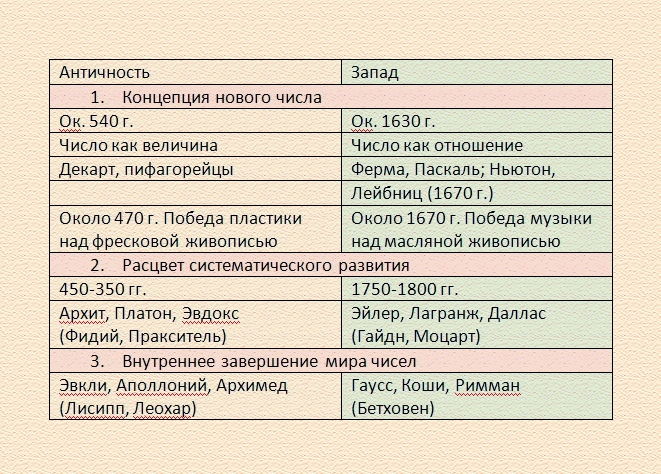 Античность
Запад
1. Концепция нового числа
Ок. 540 г.
Ок. 1630 г.
Число как величина
Число как отношение
Декарт, пифагорейцы
Ферма, Паскаль; Ньютон,
Лейбниц (1670 г.)
Около 470 г. Победа пластики
над фресковой живописью
Около 1670 г. Победа музыки
над масляной живописью
2. Расцвет систематического развития
450-350 гг.
1750-1800 гг.
Архит, Платон, Эвдокс
(Фидий, Пракситель)
Эйлер, Лагранж, Даллас
(Гайдн, Моцарт)
3. Внутреннее завершение мира чисел
Эвкли, Аполлоний, Архимед
(Лисипп, Леохар)
Гаусс, Коши, Римман
(Бетховен)